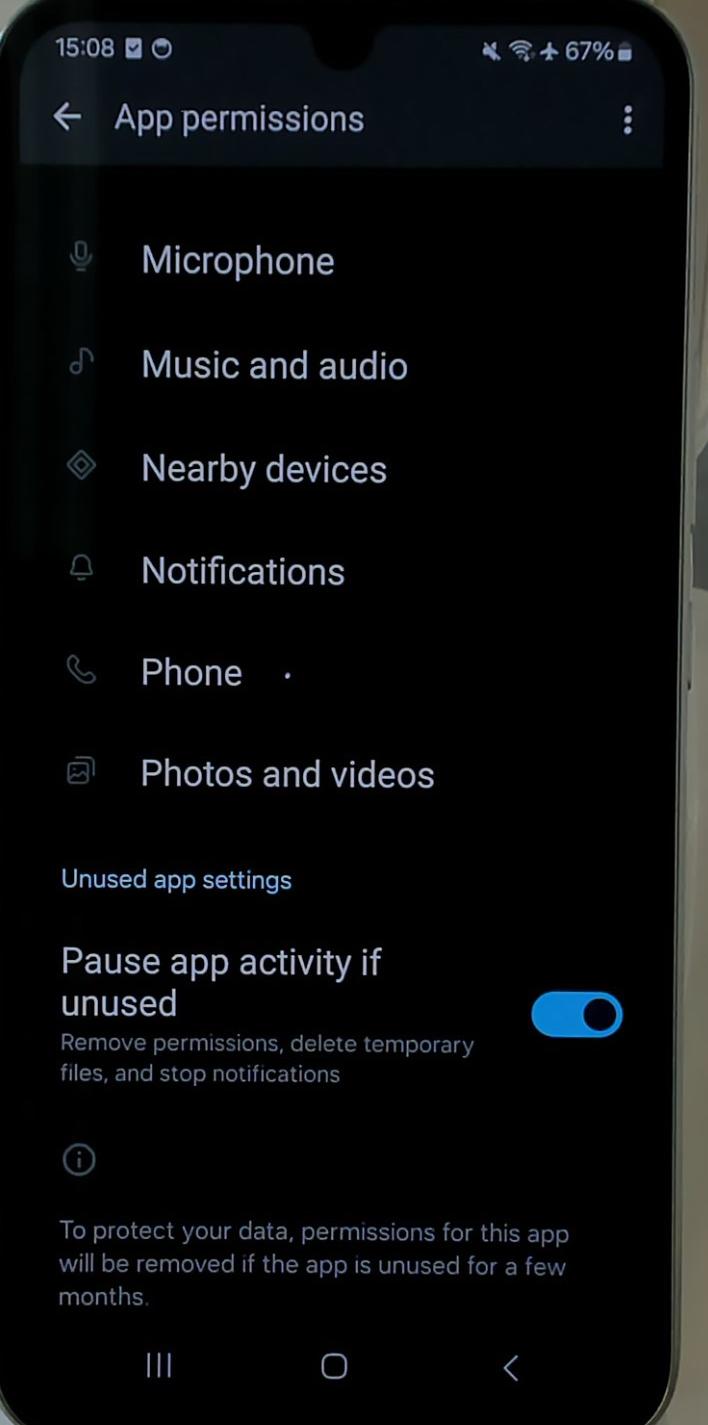 15:08 67%
App permissions
Microphone
Music and audio
Nearby devices
Notifications
Phone
Photos and videos
Unused app settings
Pause app activity if
unused
Remove permissions, delete temporary
files, and stop notifications
To protect your data, permissions for this app
will be removed if the app is unused for a few
months.